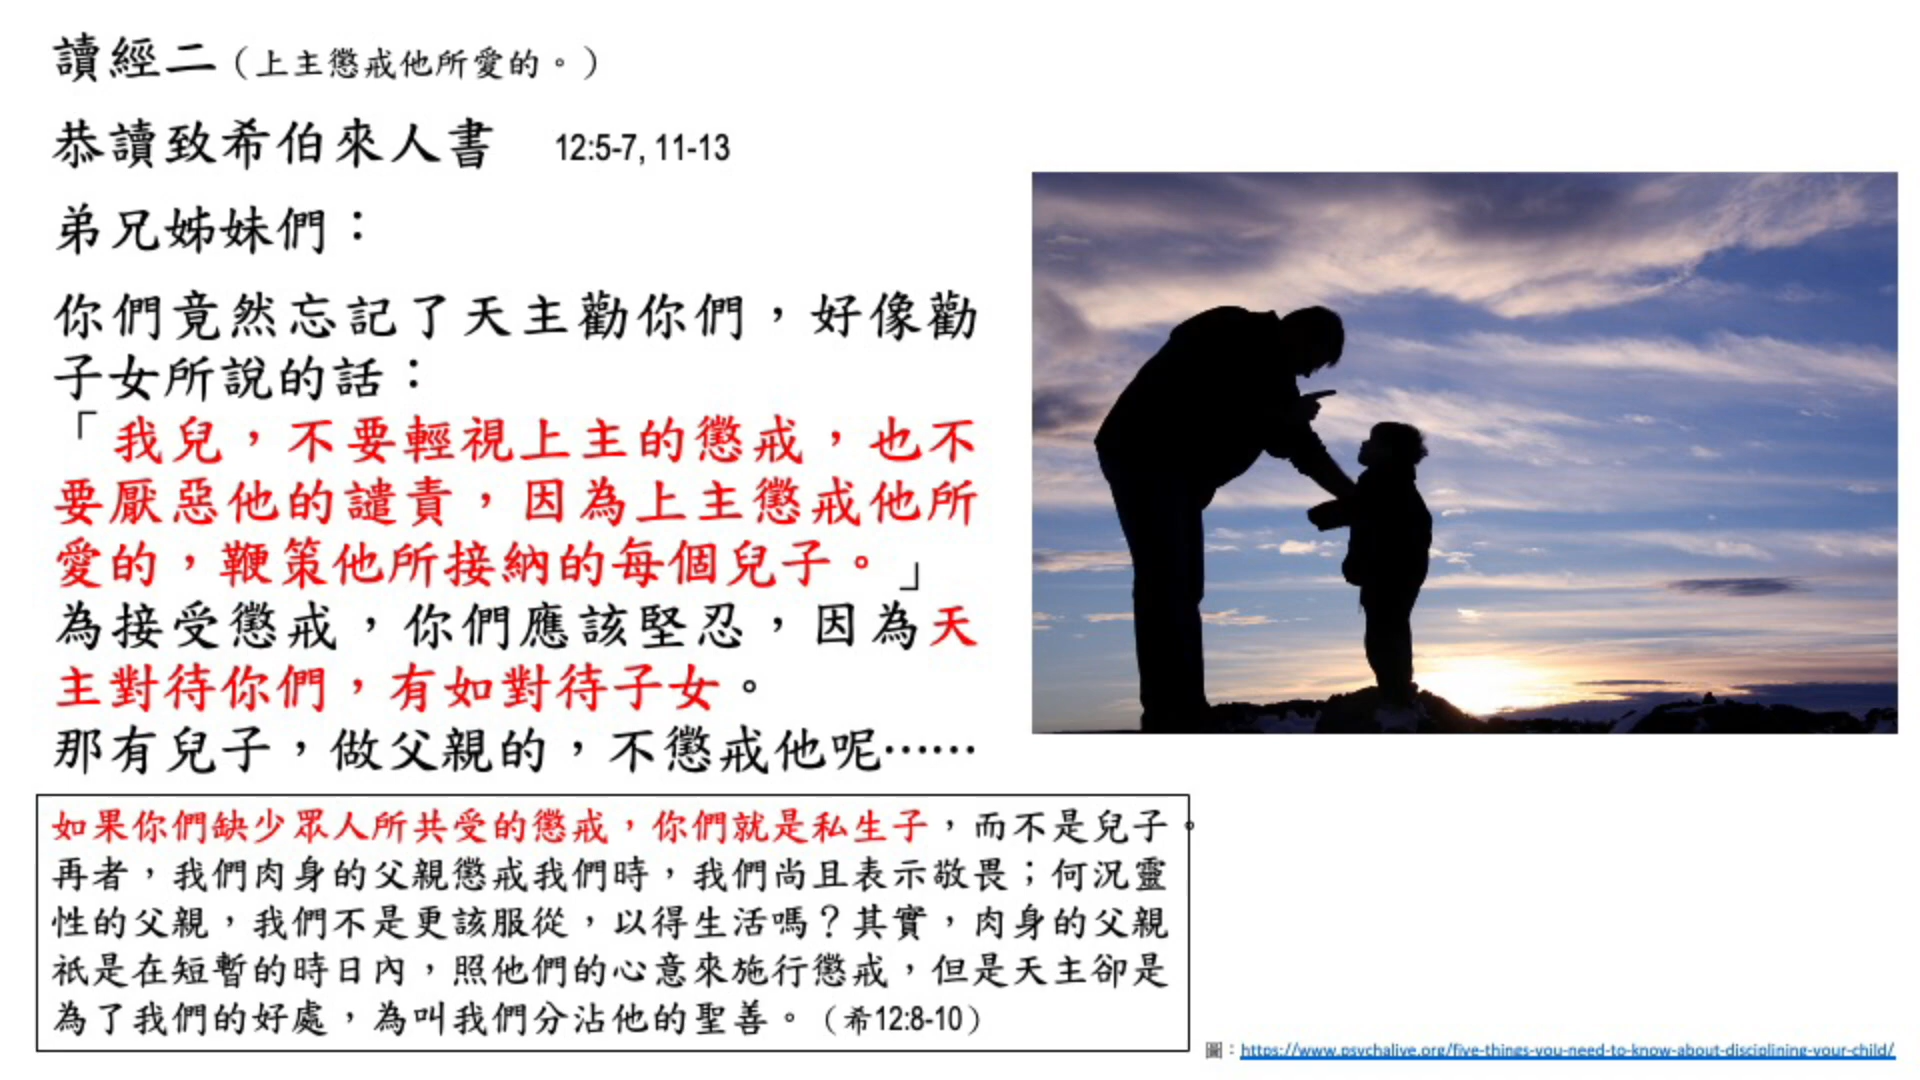 讀經二（上主懲戒他所愛的。）
恭讀致希伯來人書 12:5-7, 11-13
弟兄姊妹們：
你們竟然忘記了天主勸你們，好像勸
子女所說的話：
「我兒，不要輕視上主的懲戒，也不
要厭惡他的譴責，因為上主懲戒他所
愛的，鞭策他所接納的每個兒子。」
為接受懲戒，你們應該堅忍，因為天
主對待你們，有如對待子女。
那有兒子，做父親的，不懲戒他呢……
如果你們缺少眾人所共受的懲戒，你們就是私生子，而不是兒子。
再者，我們肉身的父親懲戒我們時，我們尚且表示敬畏；何況靈
性的父親，我們不是更該服從，以得生活嗎？其實，肉身的父親
祇是在短暫的時日內，照他們的心意來施行懲戒，但是天主卻是
為了我們的好處，為叫我們分沾他的聖善。（希12:8-10）
圖：https://www.psychalive.org/five-things-you-need-to-know-about-disciplining-your-child/